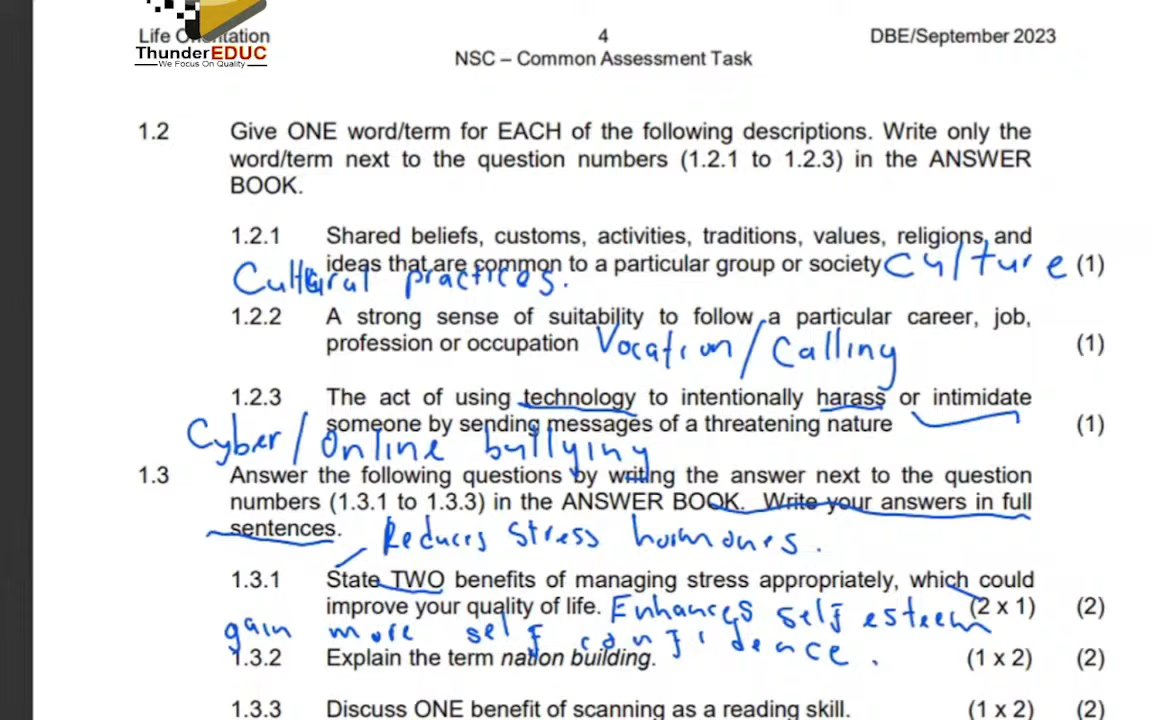 Life Orientation 4 DBE/September 2023
ThunderEDUC
We Focus On Quality
NSC – Common Assessment Task
1.2 Give ONE word/term for EACH of the following descriptions. Write only the
word/term next to the question numbers (1.2.1 to 1.2.3) in the ANSWER
BOOK.
1.2.1 Shared beliefs, customs, activities, traditions, values, religions and
ideas that are common to a particular group or society Culture (1)
Cultural practices.
1.2.2 A strong sense of suitability to follow a particular career, job,
profession or occupation Vocation / Calling (1)
1.2.3 The act of using technology to intentionally harass or intimidate
someone by sending messages of a threatening nature (1)
Cyber / Online bullying
1.3 Answer the following questions by writing the answer next to the question
numbers (1.3.1 to 1.3.3) in the ANSWER BOOK. Write your answers in full
sentences.
Reduces stress hormones.
1.3.1 State TWO benefits of managing stress appropriately, which could
improve your quality of life. Enhances self esteem (2 x 1) (2)
gain more self confidence.
1.3.2 Explain the term nation building. (1 x 2) (2)
1.3.3 Discuss ONE benefit of scanning as a reading skill. (1 x 2) (2)